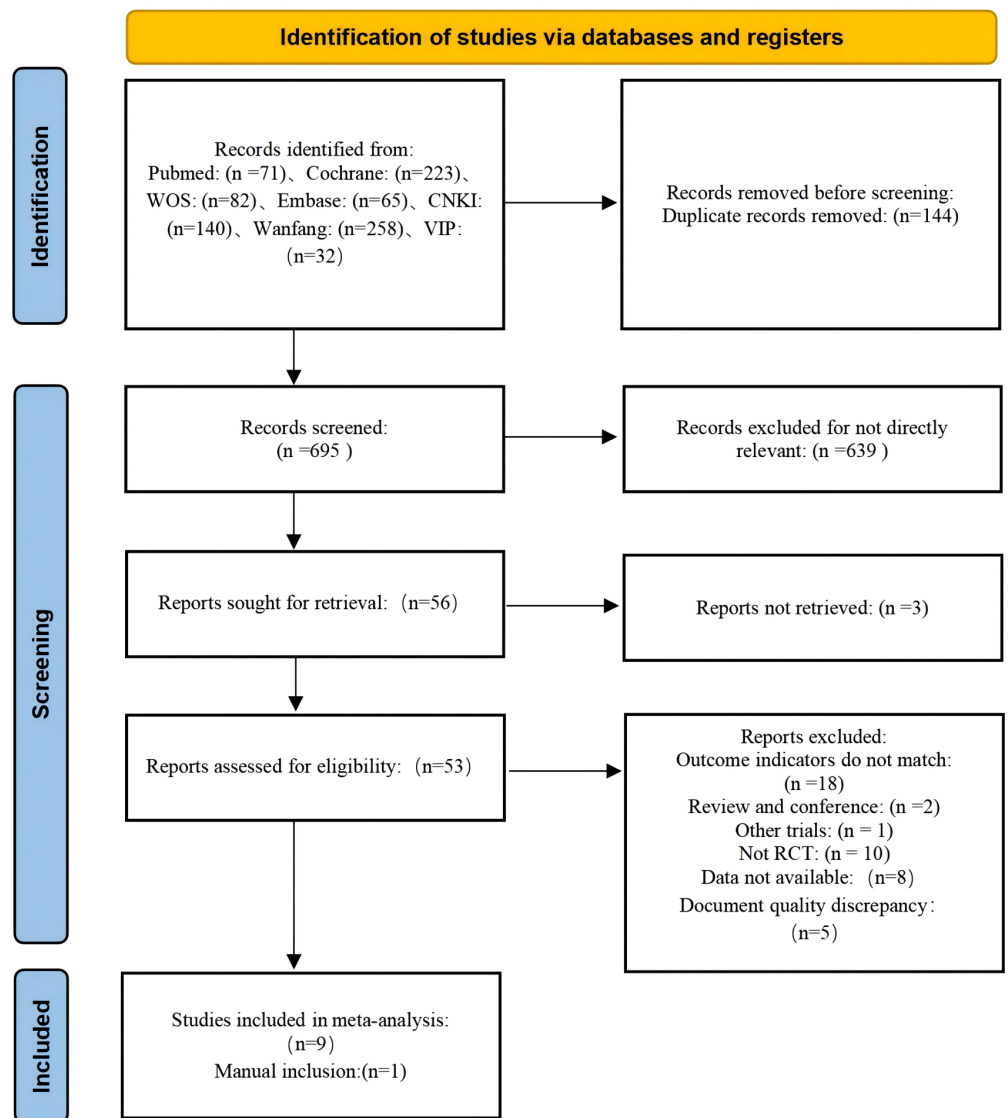 Identification of studies via databases and registers
Identification
Records identified from:
Pubmed: (n =71)、Cochrane: (n=223)、
WOS: (n=82)、Embase: (n=65)、CNKI:
(n=140)、Wanfang: (n=258)、VIP:
(n=32)
Records removed before screening:
Duplicate records removed: (n=144)
Screening
Records screened:
(n =695 )
Records excluded for not directly
relevant: (n =639 )
Reports sought for retrieval: (n=56)
Reports not retrieved: (n =3)
Reports assessed for eligibility: (n=53)
Reports excluded:
Outcome indicators do not match:
(n =18)
Review and conference: (n =2)
Other trials: (n = 1)
Not RCT: (n = 10)
Data not available: (n=8)
Document quality discrepancy:
(n=5)
Included
Studies included in meta-analysis:
(n=9)
Manual inclusion:(n=1)